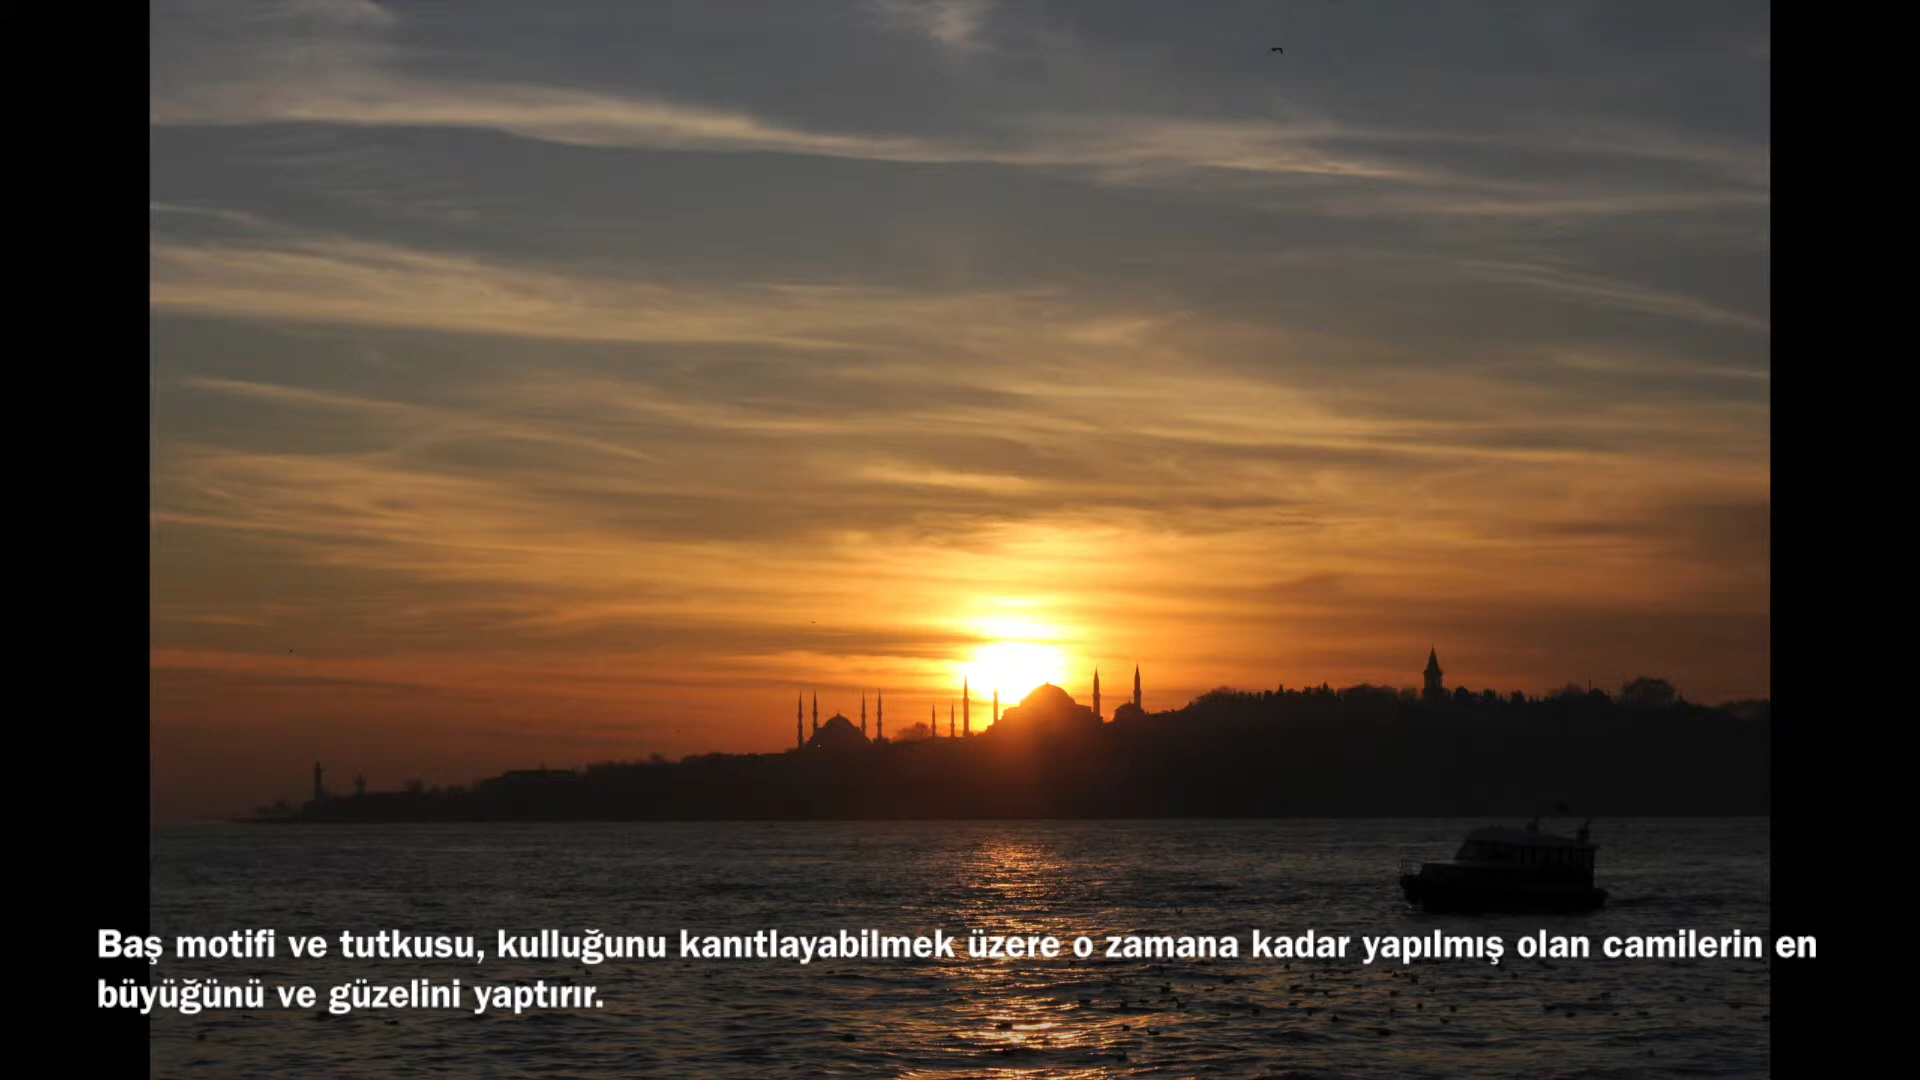 Baş motifi ve tutkusu, kulluğunu kanıtlayabilmek üzere o zamana kadar yapılmış olan camilerin en
büyüğünü ve güzelini yaptırır.